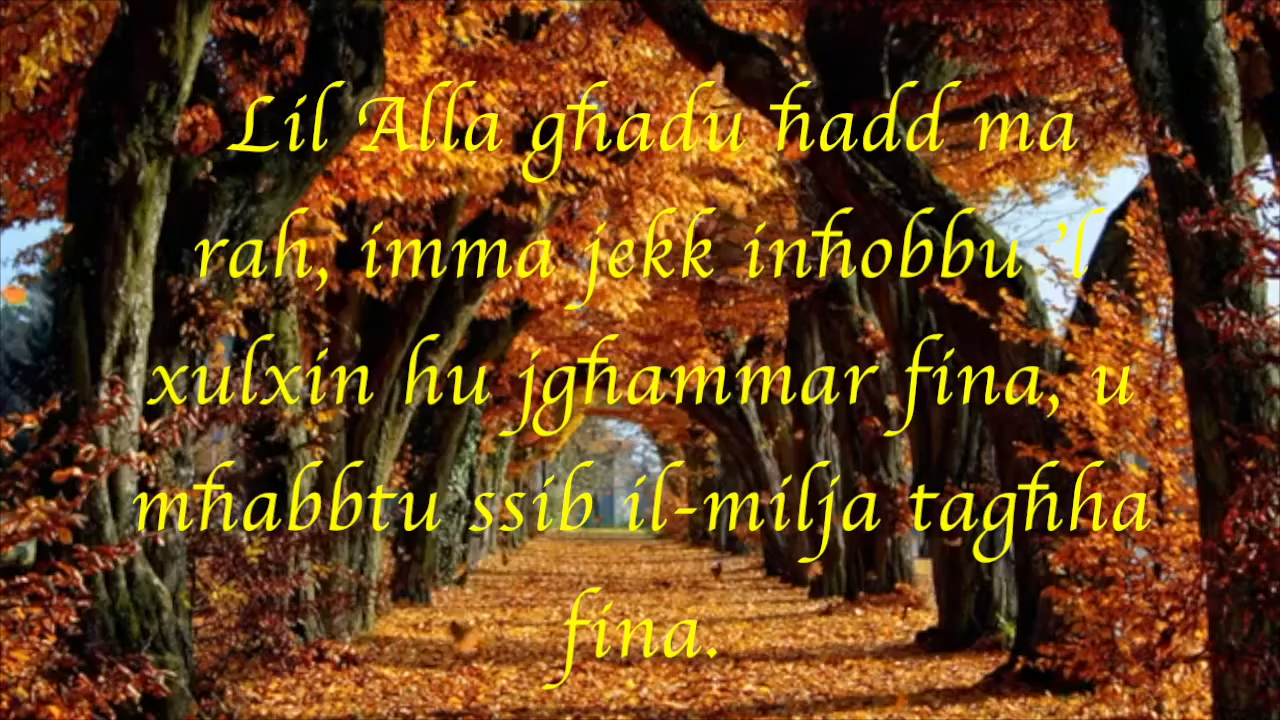 Lil Alla għadu ħadd ma
rah, imma jekk inħobbu 'l
xulxin hu jgħammar fina, u
mħabbtu ssib il-milja tagħha
fina.